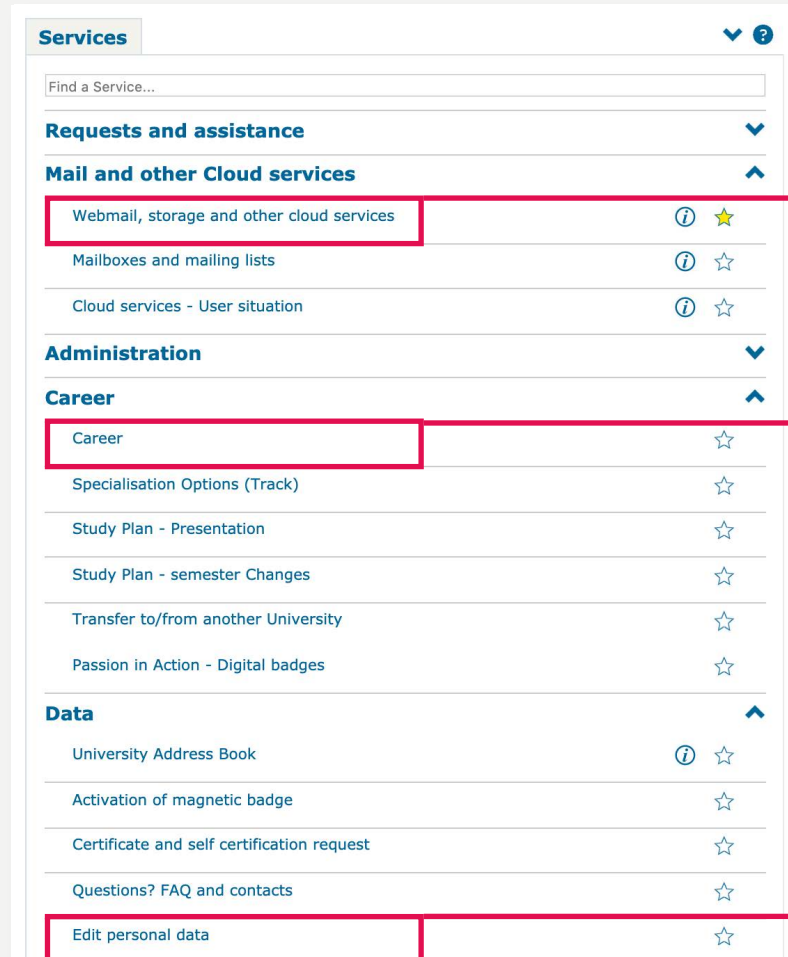 Services
?
Find a Service...
Requests and assistance
Mail and other Cloud services
Webmail, storage and other cloud services
i
Mailboxes and mailing lists
i
Cloud services - User situation
i
Administration
Career
Career
Specialisation Options (Track)
Study Plan - Presentation
Study Plan - semester Changes
Transfer to/from another University
Passion in Action - Digital badges
Data
University Address Book
i
Activation of magnetic badge
Certificate and self certification request
Questions? FAQ and contacts
Edit personal data